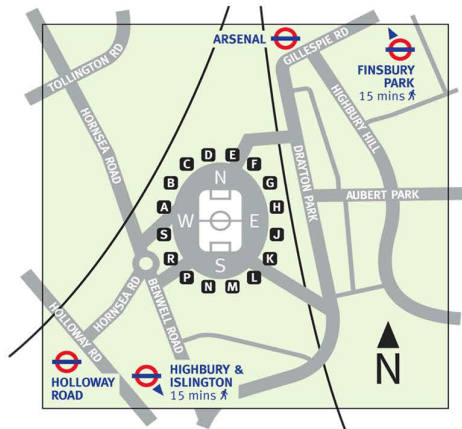 ARSENAL
GILLESPIE RD
FINSBURY
PARK
15 mins
TOLLINGTON RD
HORNSEA ROAD
HIGHBURY HILL
DRAYTON PARK
AUBERT PARK
A
B
C
D
E
F
G
H
J
K
L
M
N
P
R
S
N
W
E
S
HORNSEA RD
BENWELL ROAD
HOLLOWAY RD
HOLLOWAY
ROAD
HIGHBURY &
ISLINGTON
15 mins
N